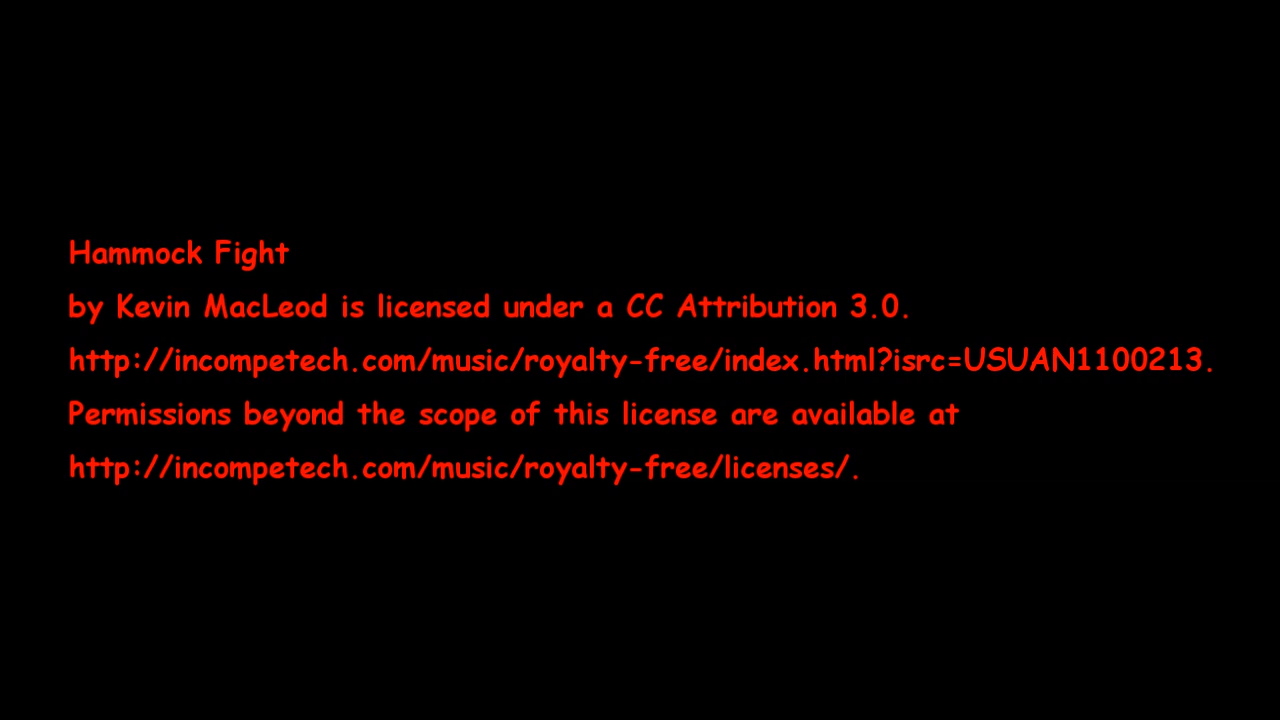 Hammock Fight
by Kevin MacLeod is licensed under a CC Attribution 3.0.
http://incompetech.com/music/royalty-free/index.html?isrc=USUAN1100213.
Permissions beyond the scope of this license are available at
http://incompetech.com/music/royalty-free/licenses/.